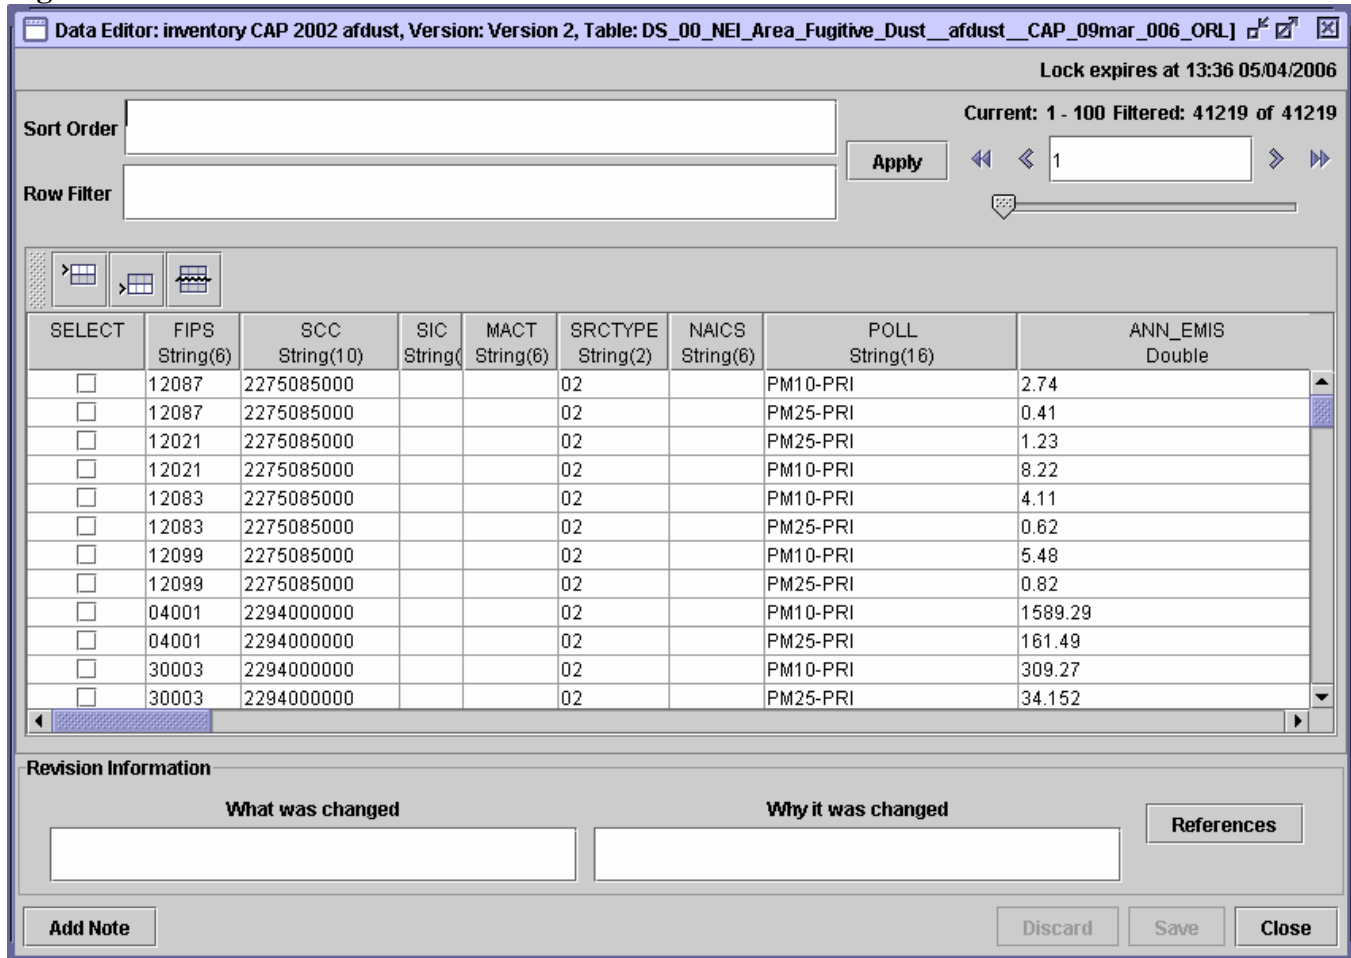 Data Editor: inventory CAP 2002 afdust, Version: Version 2, Table: DS_00_NEI_Area_Fugitive_Dust__afdust__CAP_09mar_006_ORL]
Lock expires at 13:36 05/04/2006
Sort Order
Current: 1 - 100 Filtered: 41219 of 41219
Apply
1
Row Filter
SELECT FIPS SCC SIC MACT SRCTYPE NAICS POLL ANN_EMIS
String(6) String(10) String( String(6) String(2) String(6) String(16) Double
12087 2275085000 02 PM10-PRI 2.74
12087 2275085000 02 PM25-PRI 0.41
12021 2275085000 02 PM25-PRI 1.23
12021 2275085000 02 PM10-PRI 8.22
12083 2275085000 02 PM10-PRI 4.11
12083 2275085000 02 PM25-PRI 0.62
12099 2275085000 02 PM10-PRI 5.48
12099 2275085000 02 PM25-PRI 0.82
04001 2294000000 02 PM10-PRI 1589.29
04001 2294000000 02 PM25-PRI 161.49
30003 2294000000 02 PM10-PRI 309.27
30003 2294000000 02 PM25-PRI 34.152
Revision Information
What was changed Why it was changed
References
Add Note Discard Save Close